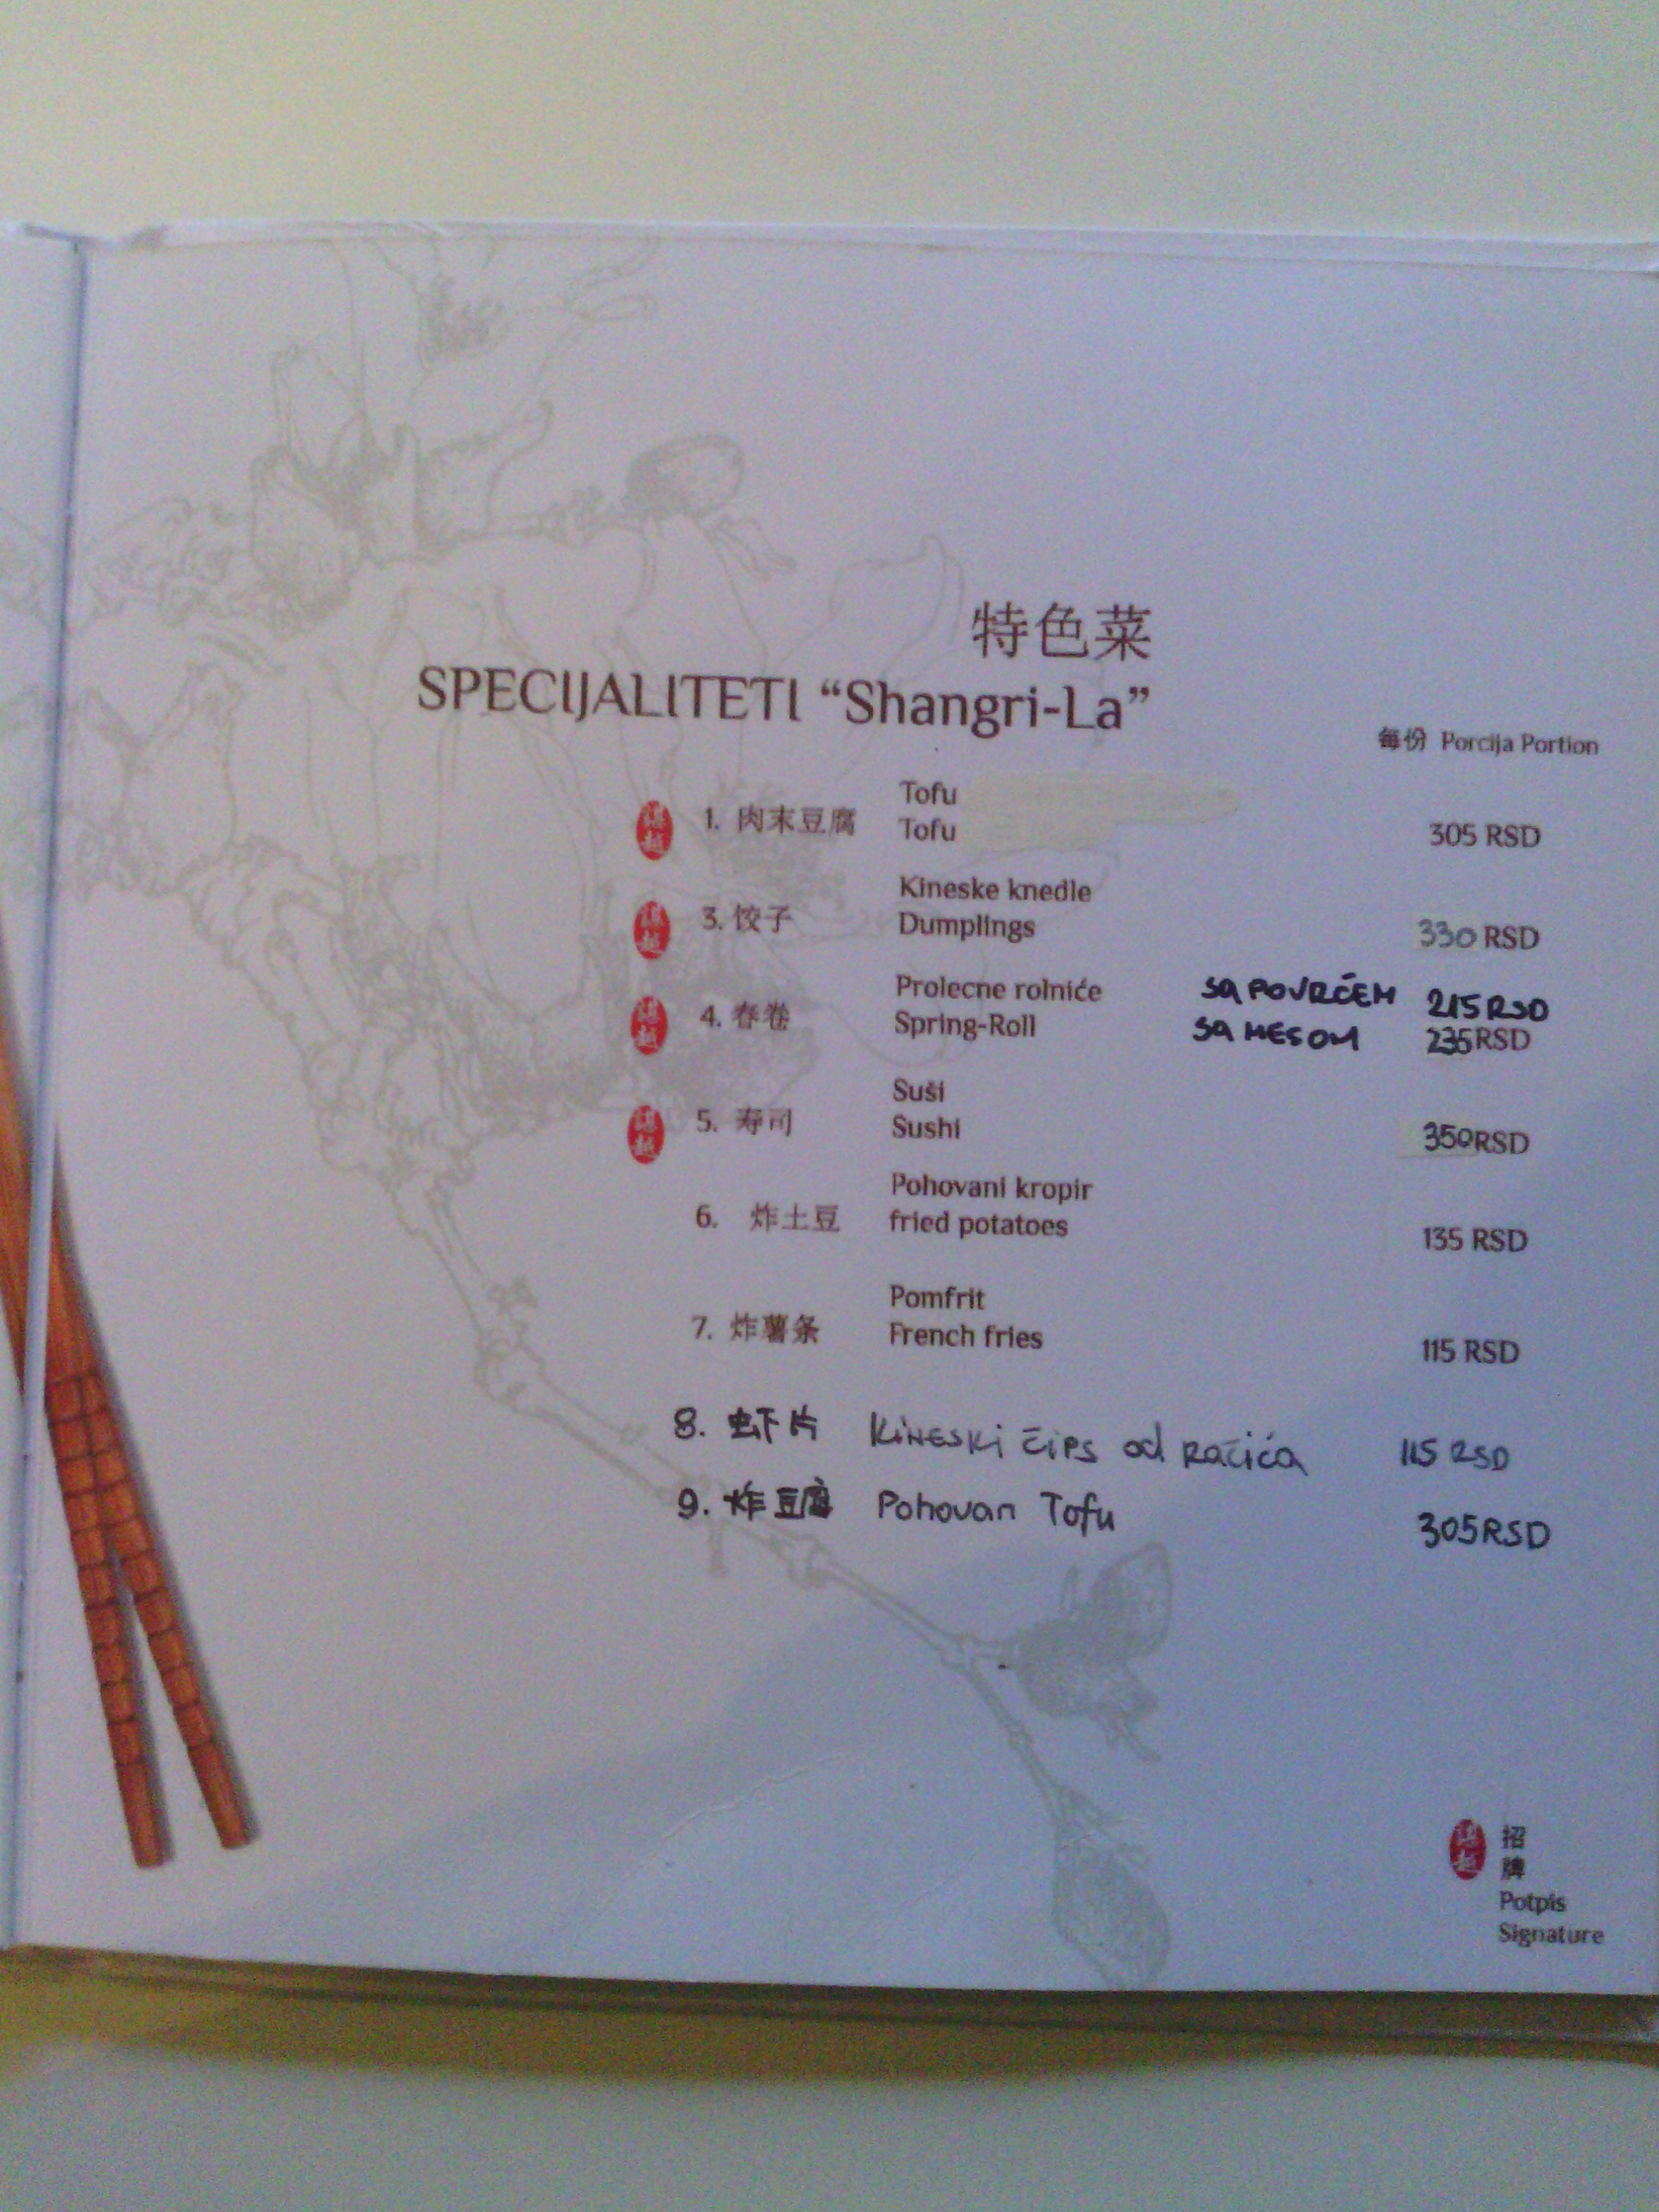 特色菜
SPECIJALITETI “Shangri-La”
每份 Porcija Portion
1. 肉末豆腐 Tofu
Tofu 305 RSD
3. 饺子 Kineske knedle
Dumplings 330 RSD
4. 春卷 Prolecne rolniće SA POVRĆEM 215 RSD
Spring-Roll SA MESOM 235 RSD
5. 寿司 Suši
Sushi 350 RSD
6. 炸土豆 Pohovani kropir
fried potatoes 135 RSD
7. 炸薯条 Pomfrit
French fries 115 RSD
8. 虾片 Kineski čips od račića 115 RSD
9. 炸豆腐 Pohovan Tofu 305 RSD
招
牌
Potpis
Signature